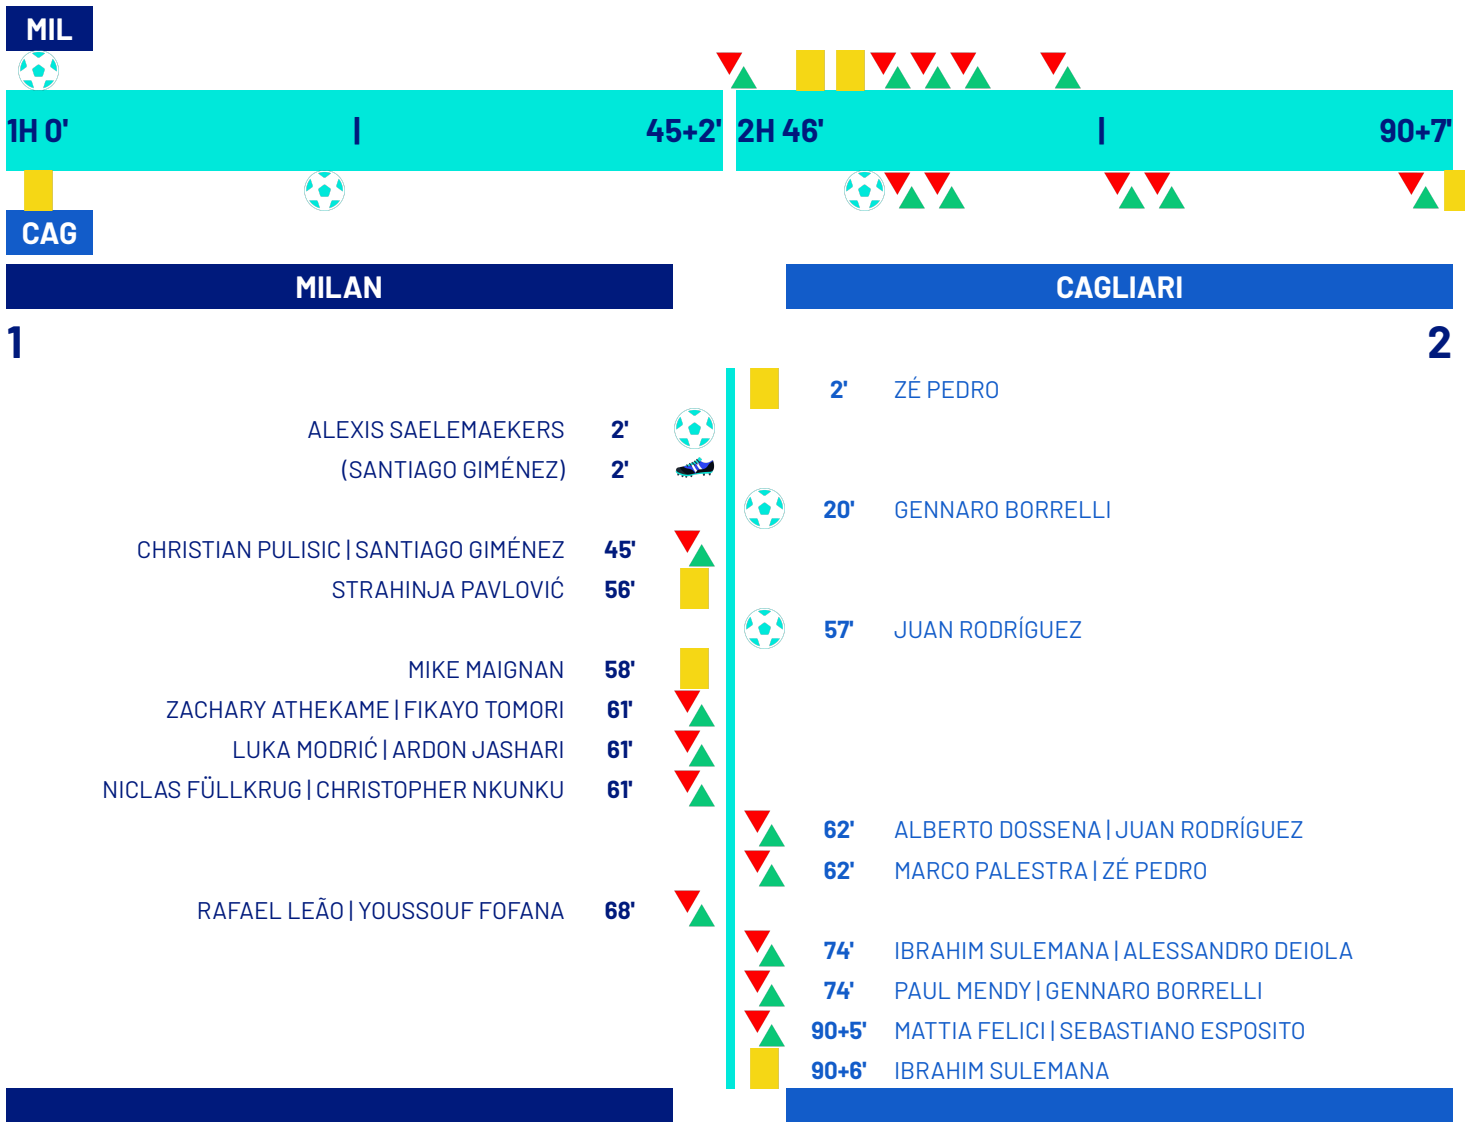 MIL
1H 0' | 45+2' 2H 46' | 90+7'
CAG
MILAN CAGLIARI
1 2
2' ZÉ PEDRO
ALEXIS SAELEMAEKERS 2'
(SANTIAGO GIMÉNEZ) 2'
20' GENNARO BORRELLI
CHRISTIAN PULISIC | SANTIAGO GIMÉNEZ 45'
STRAHINJA PAVLOVIĆ 56'
57' JUAN RODRÍGUEZ
MIKE MAIGNAN 58'
ZACHARY ATHEKAME | FIKAYO TOMORI 61'
LUKA MODRIĆ | ARDON JASHARI 61'
NICLAS FÜLLKRUG | CHRISTOPHER NKUNKU 61'
62' ALBERTO DOSSENA | JUAN RODRÍGUEZ
62' MARCO PALESTRA | ZÉ PEDRO
RAFAEL LEÃO | YOUSSOUF FOFANA 68'
74' IBRAHIM SULEMANA | ALESSANDRO DEIOLA
74' PAUL MENDY | GENNARO BORRELLI
90+5' MATTIA FELICI | SEBASTIANO ESPOSITO
90+6' IBRAHIM SULEMANA